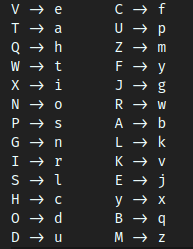 V → e    C → f
T → a    U → p
Q → h    Z → m
W → t    F → y
X → i    J → g
N → o    R → w
P → s    A → b
G → n    L → k
I → r    K → v
S → l    E → j
H → c    y → x
O → d    B → q
D → u    M → z